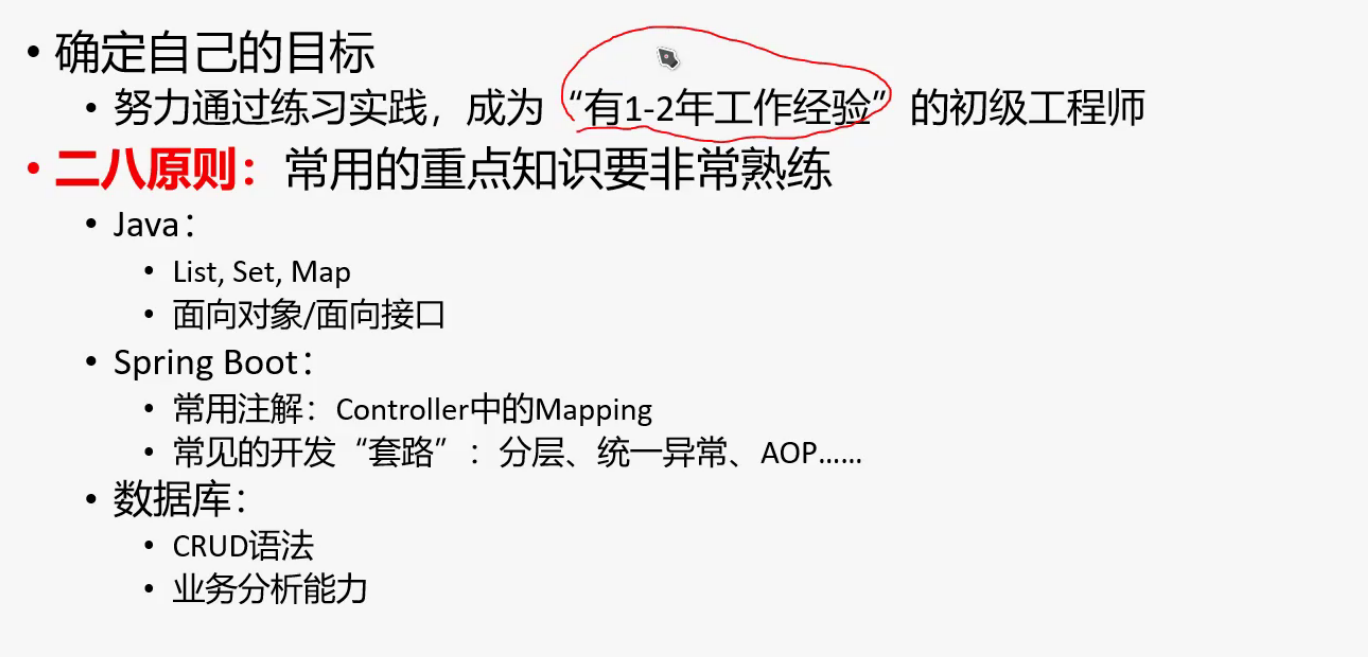 • 确定自己的目标
• 努力通过练习实践，成为“有1-2年工作经验”的初级工程师
• 二八原则：常用的重点知识要非常熟练
• Java：
• List, Set, Map
• 面向对象/面向接口
• Spring Boot：
• 常用注解：Controller中的Mapping
• 常见的开发“套路”：分层、统一异常、AOP……
• 数据库：
• CRUD语法
• 业务分析能力